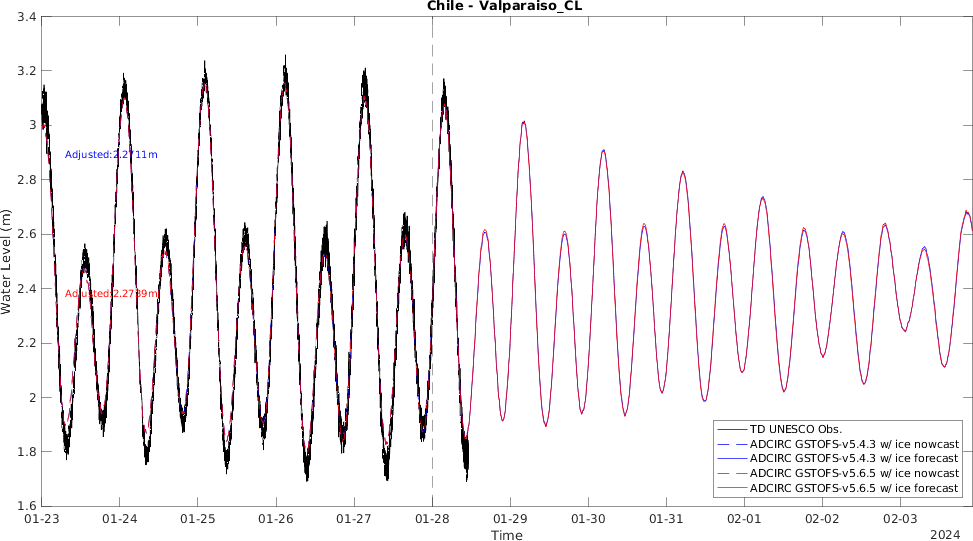 Chile - Valparaiso_CL
3.4
3.2
3
2.8
2.6
2.4
2.2
2
1.8
1.6
Water Level (m)
Adjusted:2.2711m
Adjusted:2.2789m
TD UNESCO Obs.
ADCIRC GSTOFS-v5.4.3 w/ ice nowcast
ADCIRC GSTOFS-v5.4.3 w/ ice forecast
ADCIRC GSTOFS-v5.6.5 w/ ice nowcast
ADCIRC GSTOFS-v5.6.5 w/ ice forecast
01-23 01-24 01-25 01-26 01-27 01-28 01-29 01-30 01-31 02-01 02-02 02-03
Time
2024